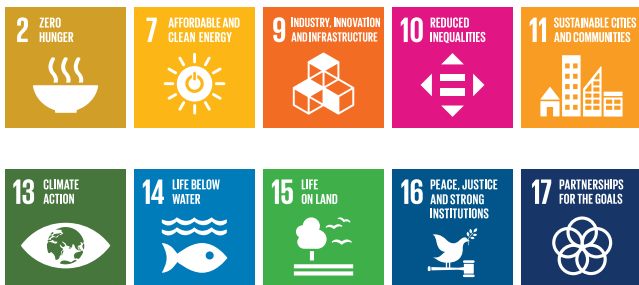 2 ZERO
HUNGER
7 AFFORDABLE AND
CLEAN ENERGY
9 INDUSTRY, INNOVATION
AND INFRASTRUCTURE
10 REDUCED
INEQUALITIES
11 SUSTAINABLE CITIES
AND COMMUNITIES
13 CLIMATE
ACTION
14 LIFE BELOW
WATER
15 LIFE
ON LAND
16 PEACE, JUSTICE
AND STRONG
INSTITUTIONS
17 PARTNERSHIPS
FOR THE GOALS